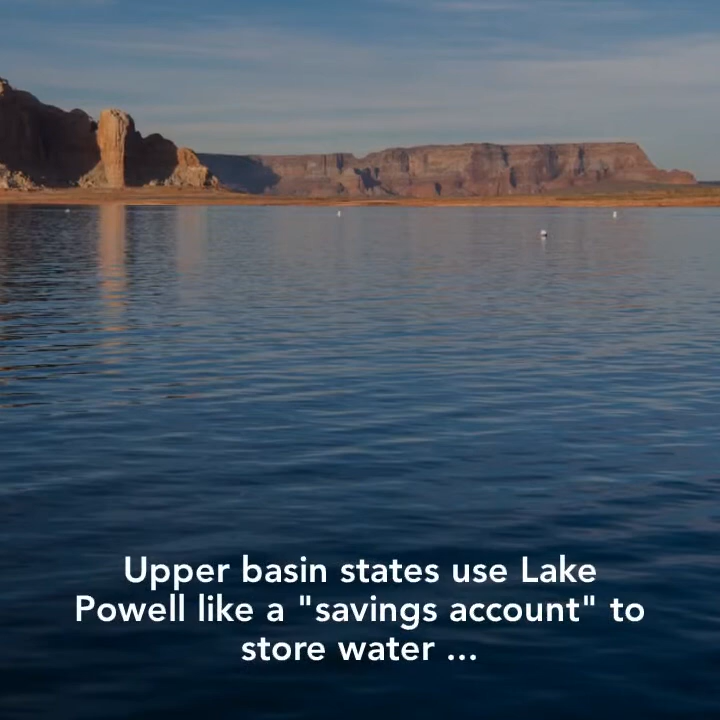 Upper basin states use Lake
Powell like a "savings account" to
store water ...